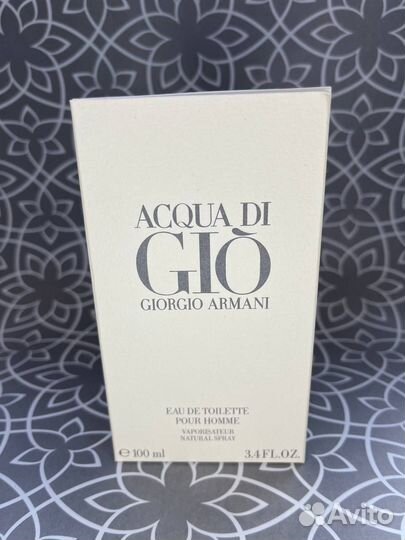 ACQUA DI
GIÒ
GIORGIO ARMANI
EAU DE TOILETTE
POUR HOMME
VAPORISATEUR
NATURAL SPRAY
℮ 100 ml 3.4 FL.OZ.
Avito